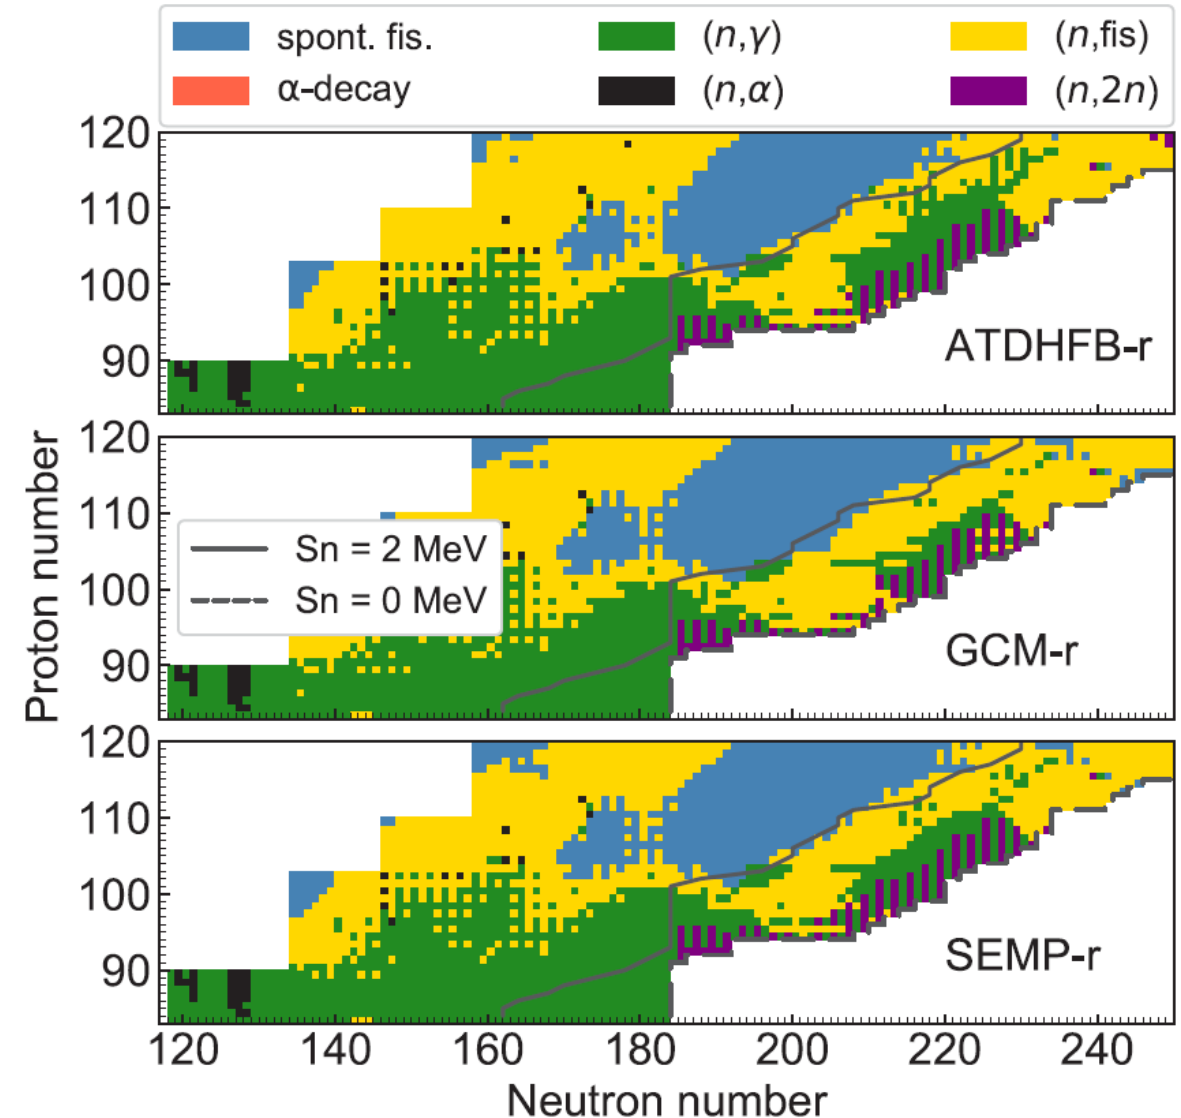 spont. fis. (n,γ) (n,fis)
α-decay (n,α) (n,2n)
120
110
100
90
ATDHFB-r
120
110
100
90
Sn = 2 MeV
Sn = 0 MeV
GCM-r
120
110
100
90
SEMP-r
120 140 160 180 200 220 240
Neutron number
Proton number